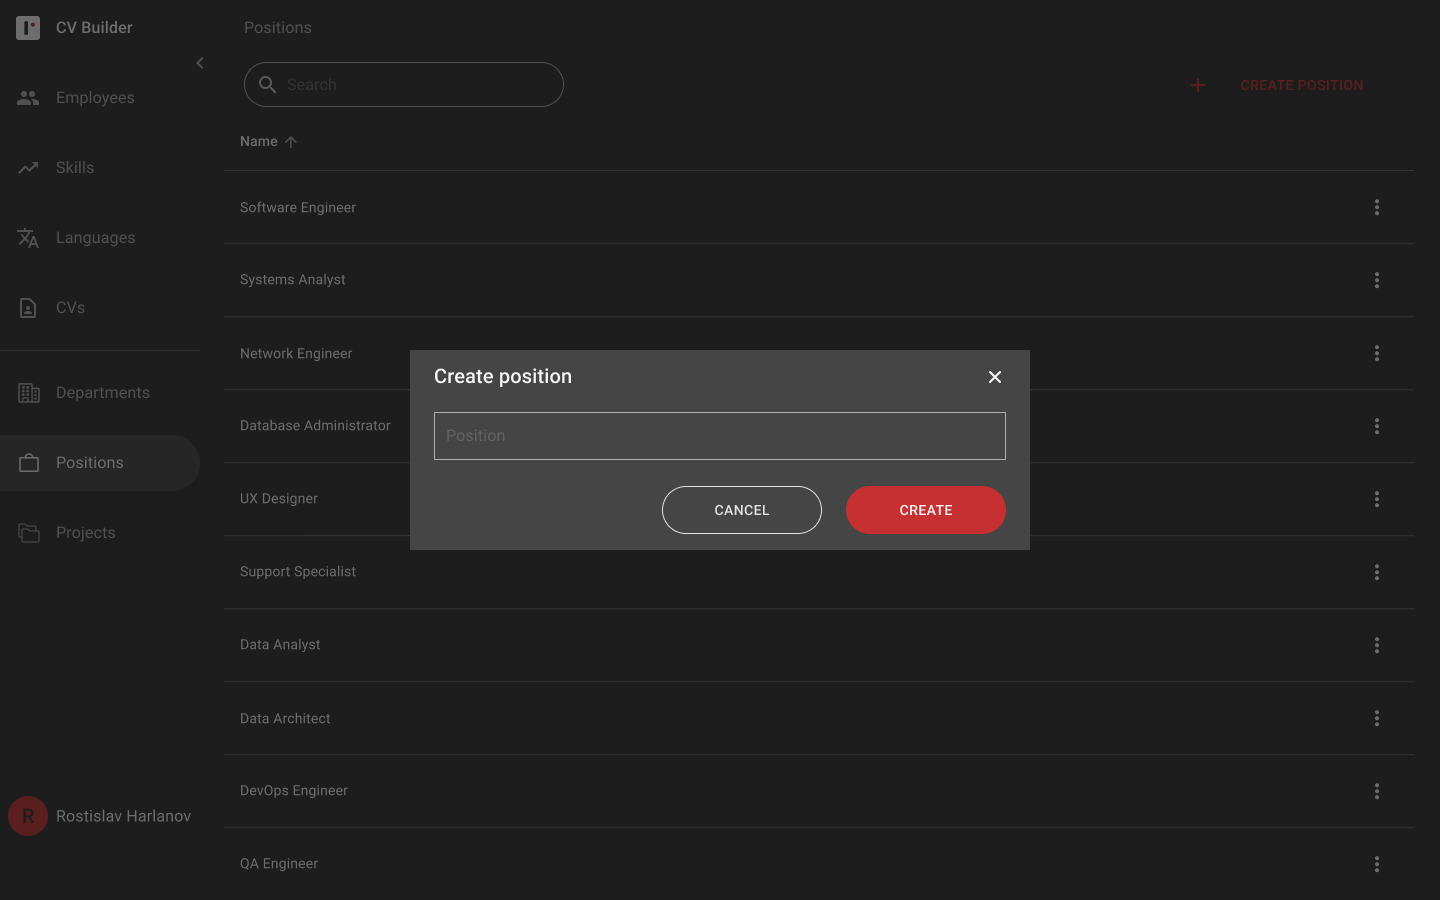 CV Builder
Employees
Skills
Languages
CVs
Departments
Positions
Projects
R
Rostislav Harlanov
Positions
Search
CREATE POSITION
Name
Software Engineer
Systems Analyst
Network Engineer
Database Administrator
UX Designer
Support Specialist
Data Analyst
Data Architect
DevOps Engineer
QA Engineer
Create position
Position
CANCEL
CREATE